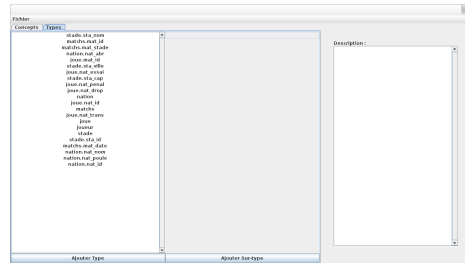 Fichier
Concepts Types
stade.sta_nom
matchs.mat_id
matchs.mat_stade
nation.nat_abr
joue.mat_id
stade.sta_ville
joue.nat_essai
stade.sta_cap
joue.nat_penal
joue.nat_drop
nation
joue.nat_id
matchs
joue.nat_trans
joue
joueur
stade
stade.sta_id
matchs.mat_date
nation.nat_nom
nation.nat_poule
nation.nat_id
Ajouter Type
Ajouter Sur-type
Description :